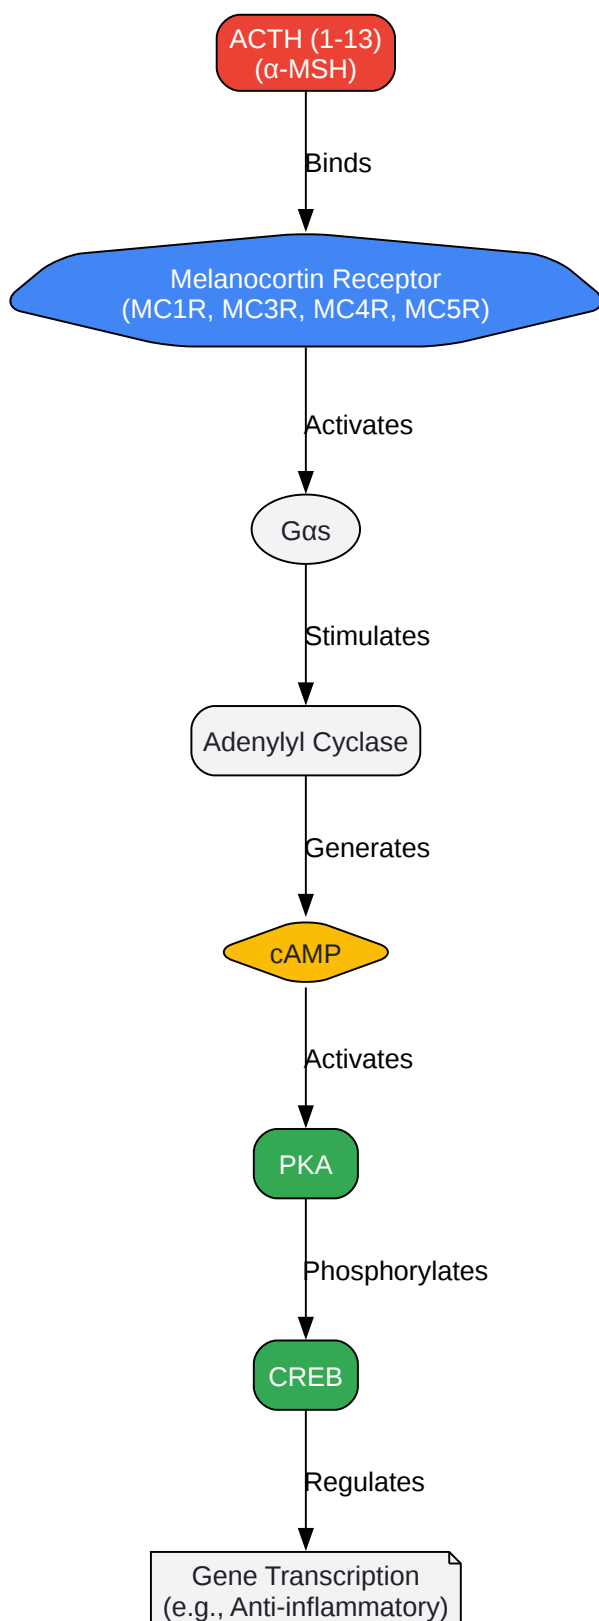 ACTH (1-13)
(α-MSH)
Binds
Melanocortin Receptor
(MC1R, MC3R, MC4R, MC5R)
Activates
Gαs
Stimulates
Adenylyl Cyclase
Generates
cAMP
Activates
PKA
Phosphorylates
CREB
Regulates
Gene Transcription
(e.g., Anti-inflammatory)